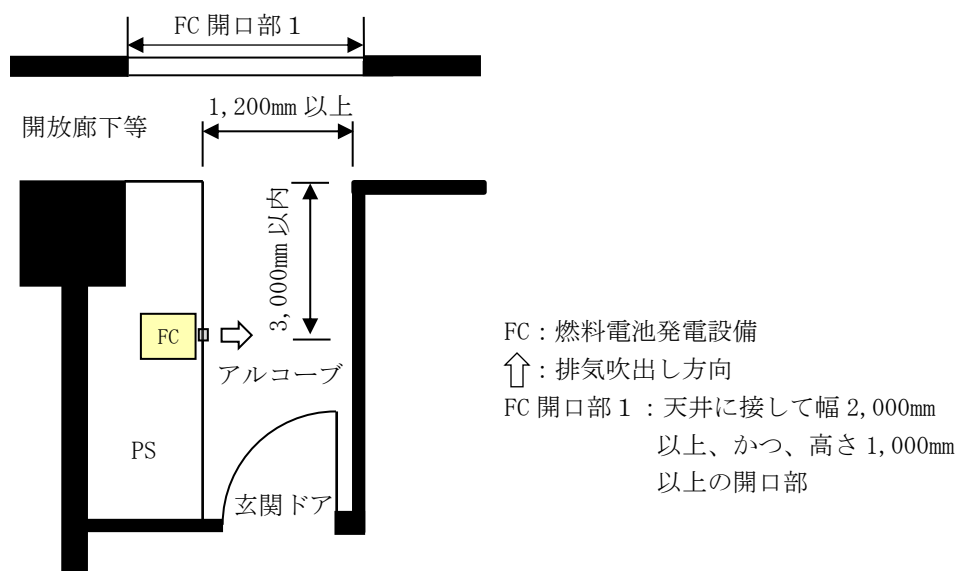 FC 開口部１
1,200mm 以上
開放廊下等
3,000mm 以内
FC
アルコーブ
PS
玄関ドア
FC：燃料電池発電設備
⇧：排気吹出し方向
FC 開口部１：天井に接して幅 2,000mm
以上、かつ、高さ 1,000mm
以上の開口部